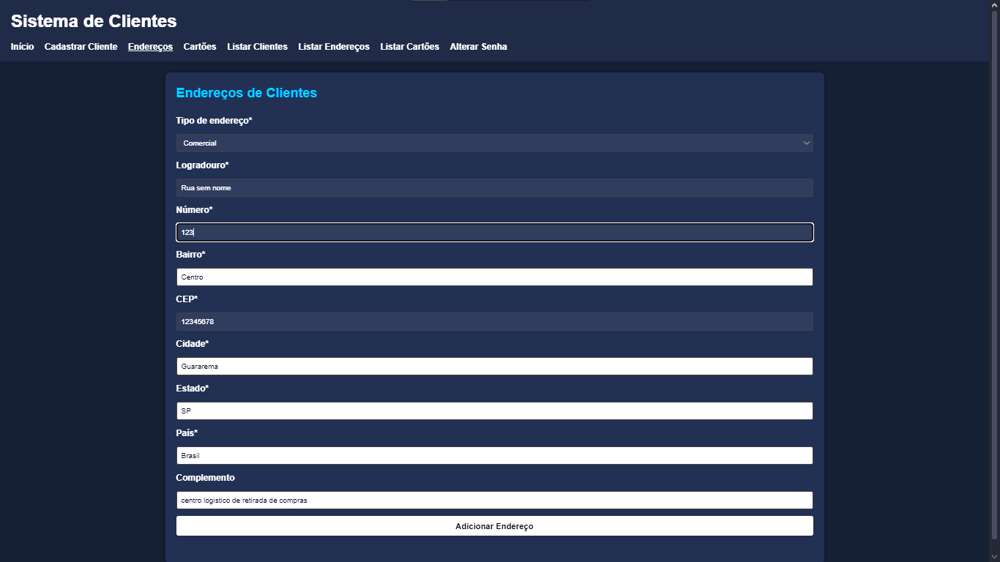 Sistema de Clientes
Início Cadastrar Cliente Endereços Cartões Listar Clientes Listar Endereços Listar Cartões Alterar Senha
Endereços de Clientes
Tipo de endereço*
Comercial
Logradouro*
Rua sem nome
Número*
123
Bairro*
Centro
CEP*
12345678
Cidade*
Guararema
Estado*
SP
País*
Brasil
Complemento
centro logístico de retirada de compras
Adicionar Endereço